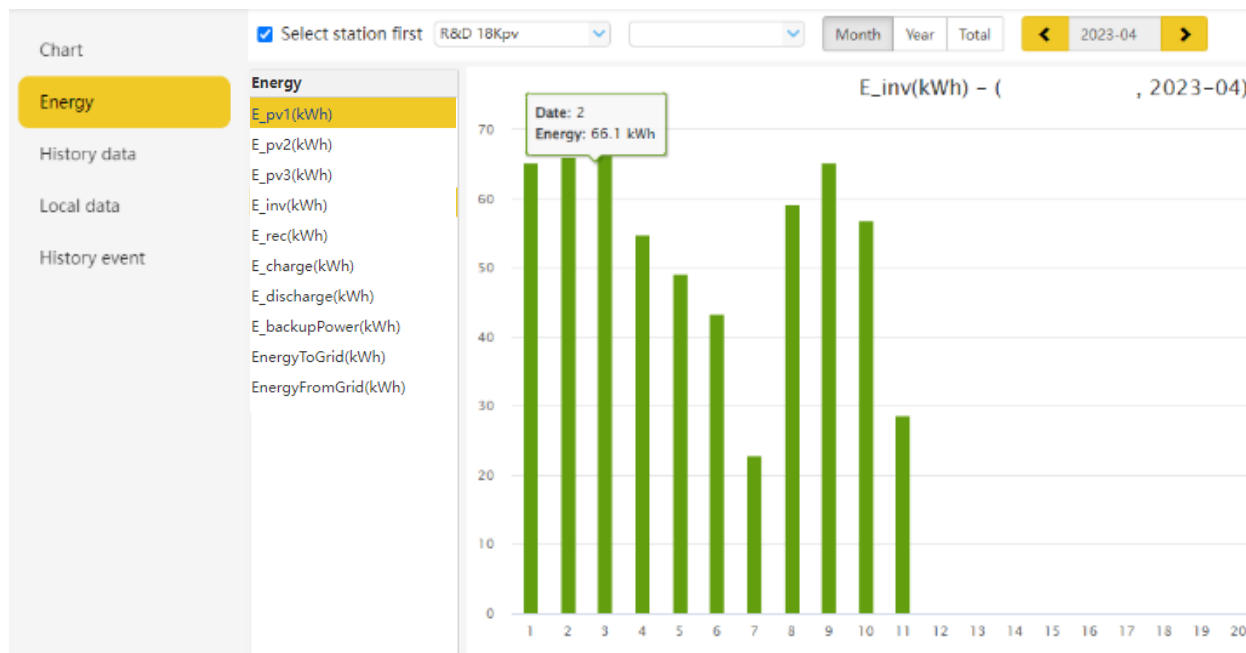 Chart
Energy
History data
Local data
History event
Select station first R&D 18Kpv Month Year Total 2023-04
Energy
E_pv1(kWh)
E_pv2(kWh)
E_pv3(kWh)
E_inv(kWh)
E_rec(kWh)
E_charge(kWh)
E_discharge(kWh)
E_backupPower(kWh)
EnergyToGrid(kWh)
EnergyFromGrid(kWh)
E_inv(kWh) - ( , 2023-04)
Date: 2
Energy: 66.1 kWh
70
60
50
40
30
20
10
0
1 2 3 4 5 6 7 8 9 10 11 12 13 14 15 16 17 18 19 20